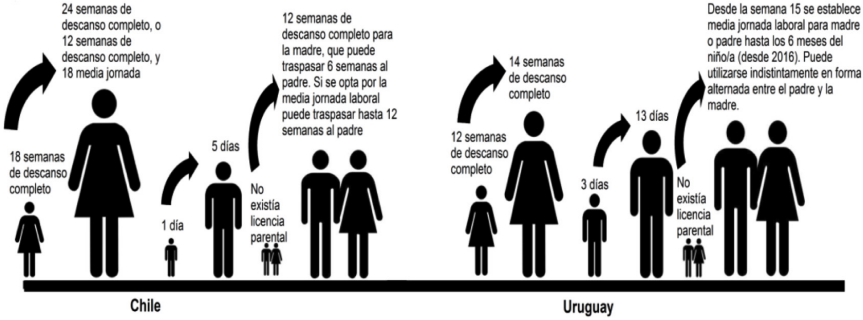 24 semanas de
descanso completo, o
12 semanas de
descanso completo, y
18 media jornada
18 semanas
de descanso
completo
1 día
5 días
12 semanas de
descanso completo para
la madre, que puede
traspasar 6 semanas al
padre. Si se opta por la
media jornada laboral
puede traspasar hasta 12
semanas al padre
No
existía
licencia
parental
Chile
14 semanas
de descanso
completo
12 semanas
de descanso
completo
3 días
13 días
Desde la semana 15 se establece
media jornada laboral para madre
o padre hasta los 6 meses del
niño/a (desde 2016). Puede
utilizarse indistintamente en forma
alternada entre el padre y la
madre.
No
existía
licencia
parental
Uruguay